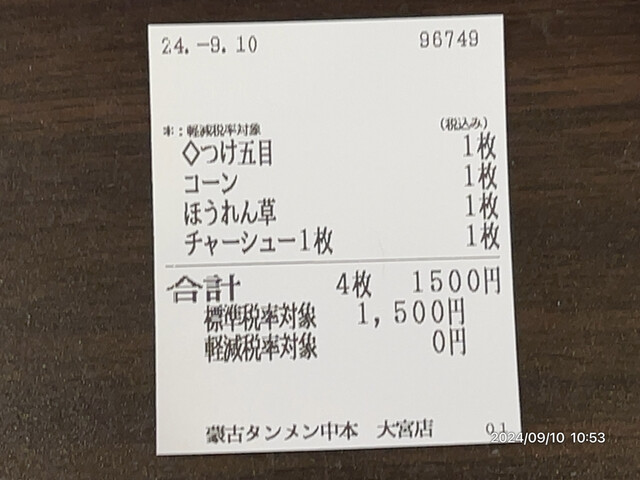 24.-9.10 96749
*:軽減税率対象 (税込み)
◇つけ五目 1枚
コーン 1枚
ほうれん草 1枚
チャーシュー1枚 1枚
合計 4枚 1500円
標準税率対象 1,500円
軽減税率対象 0円
蒙古タンメン中本 大宮店 01
2024/09/10 10:53